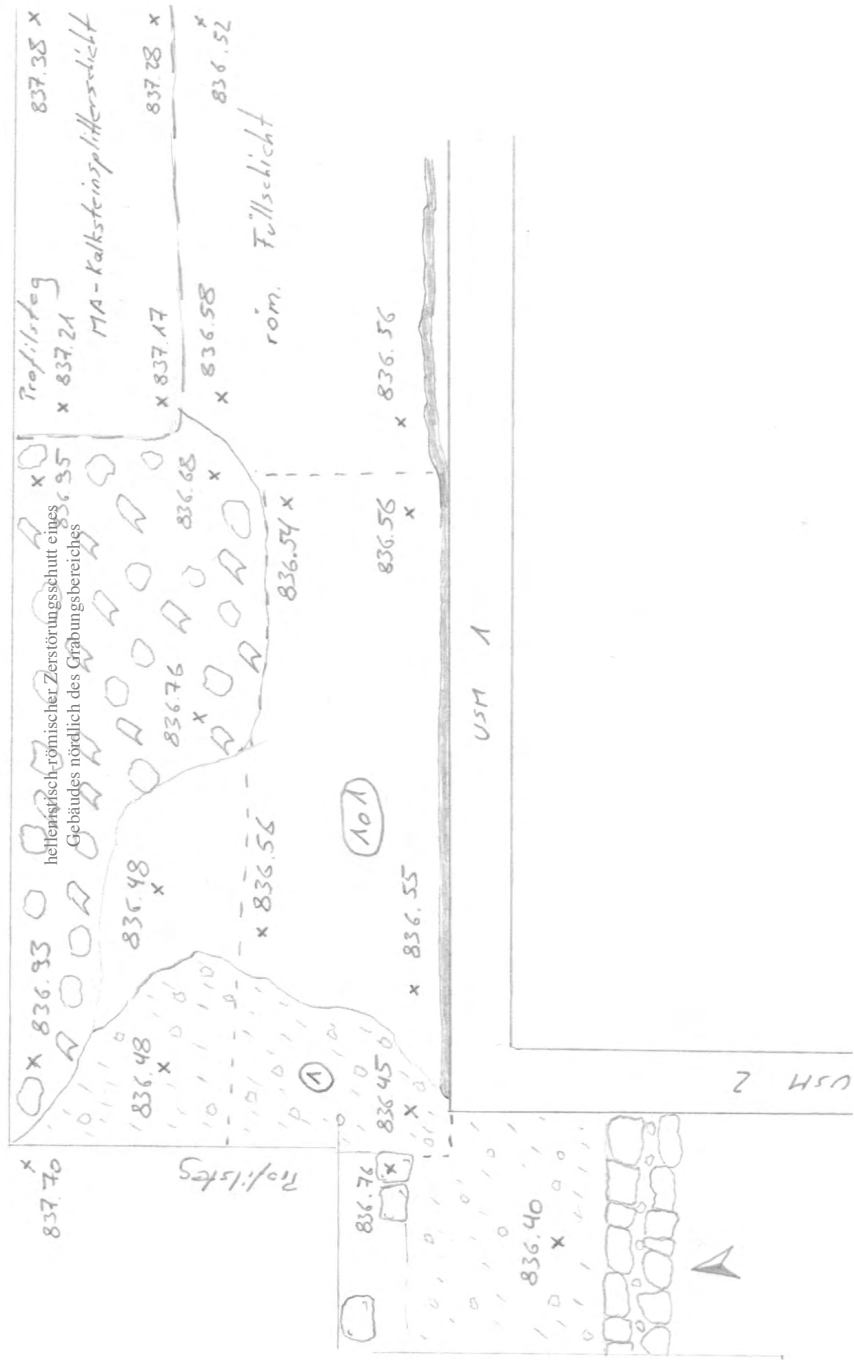 Profilsteg
837.38
837.21
MA-Kalksteinsplitterschicht
837.28
837.17
836.52
836.58
röm. Füllschicht
836.95
hellenistisch-römischer Zerstörungsschutt eines
Gebäudes nördlich des Grabungsbereiches
836.93
836.68
836.76
836.54
836.56
836.56
836.48
836.56
101
836.55
USM 1
836.48
1
836.45
USM 2
837.70
Profilsteg
836.76
836.40